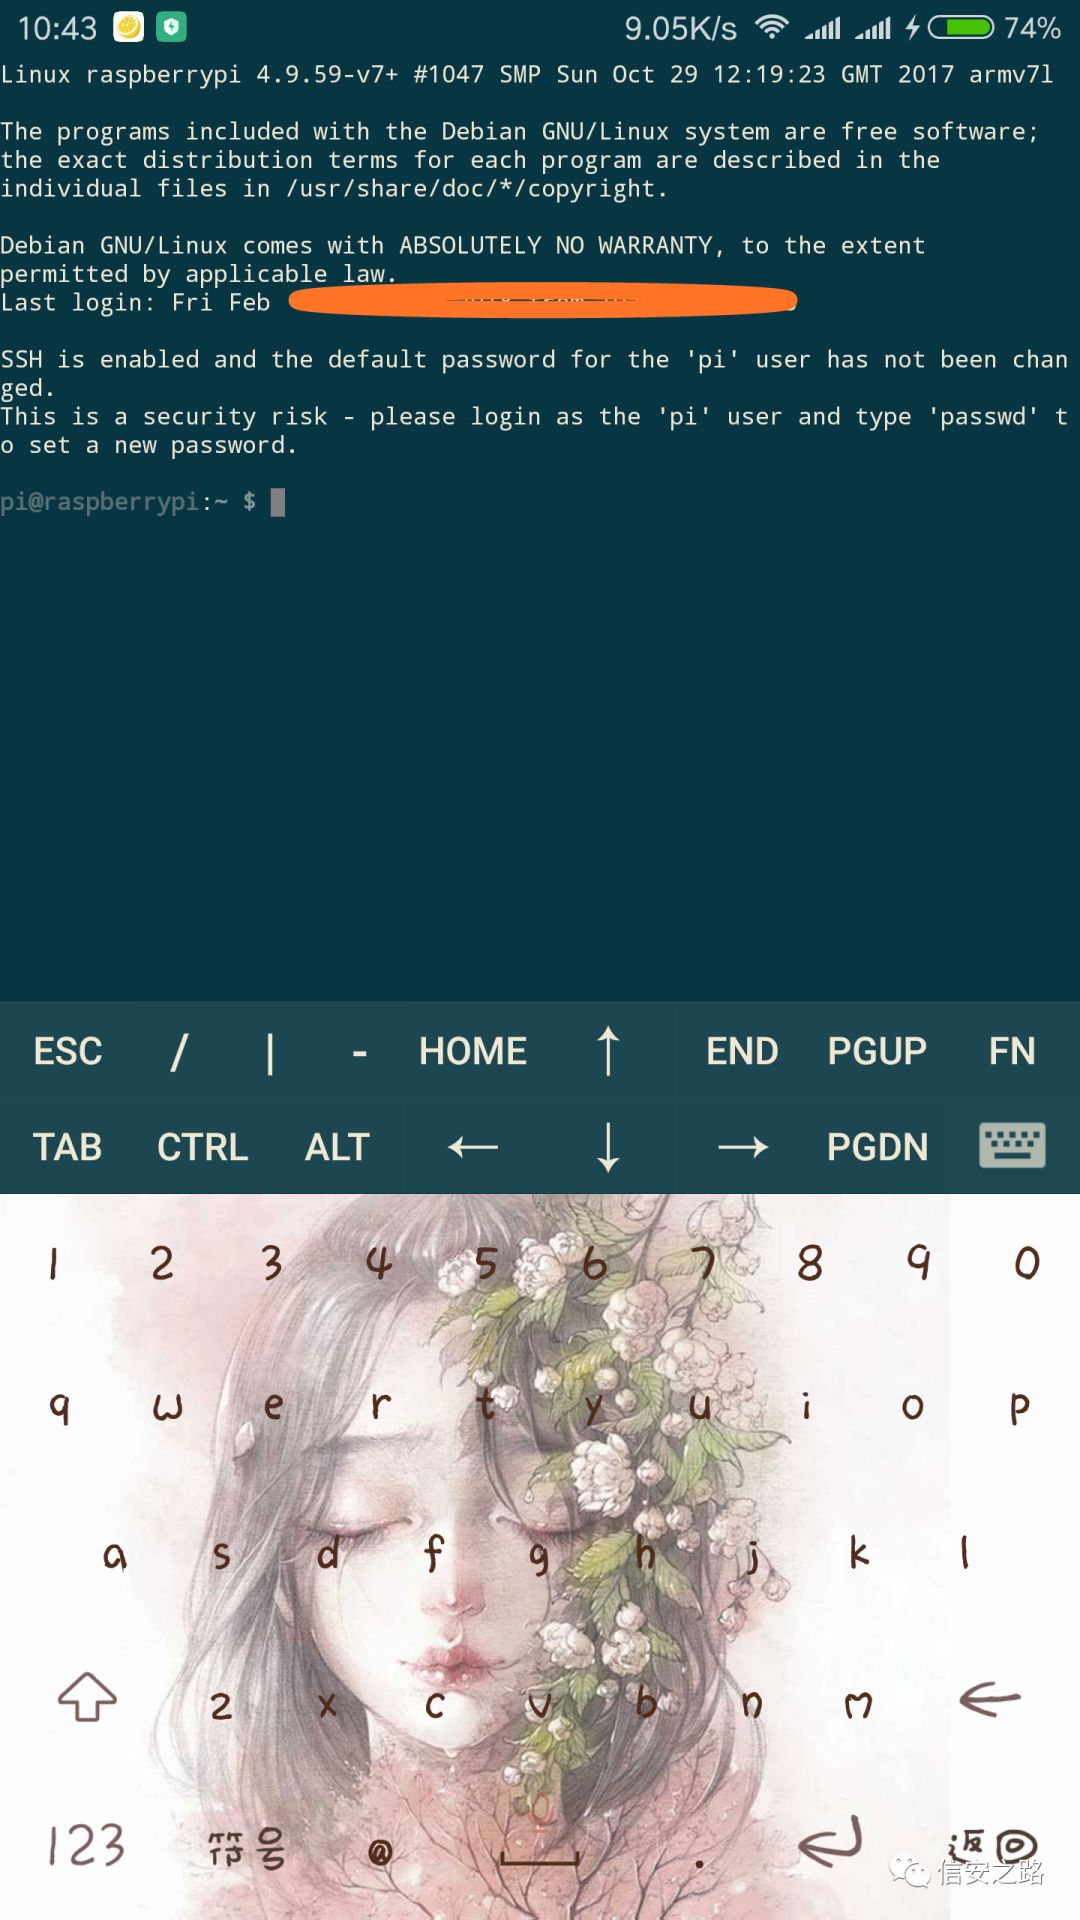 10:43 9.05K/s 74%
Linux raspberrypi 4.9.59-v7+ #1047 SMP Sun Oct 29 12:19:23 GMT 2017 armv7l
The programs included with the Debian GNU/Linux system are free software;
the exact distribution terms for each program are described in the
individual files in /usr/share/doc/*/copyright.
Debian GNU/Linux comes with ABSOLUTELY NO WARRANTY, to the extent
permitted by applicable law.
Last login: Fri Feb
SSH is enabled and the default password for the 'pi' user has not been chan
ged.
This is a security risk - please login as the 'pi' user and type 'passwd' t
o set a new password.
pi@raspberrypi:~ $
ESC / | - HOME ↑ END PGUP FN
TAB CTRL ALT ← ↓ → PGDN
1 2 3 4 5 6 7 8 9 0
q w e r t y u i o p
a s d f g h j k l
z x c v b n m
123 符号 @ . 返回
信安之路